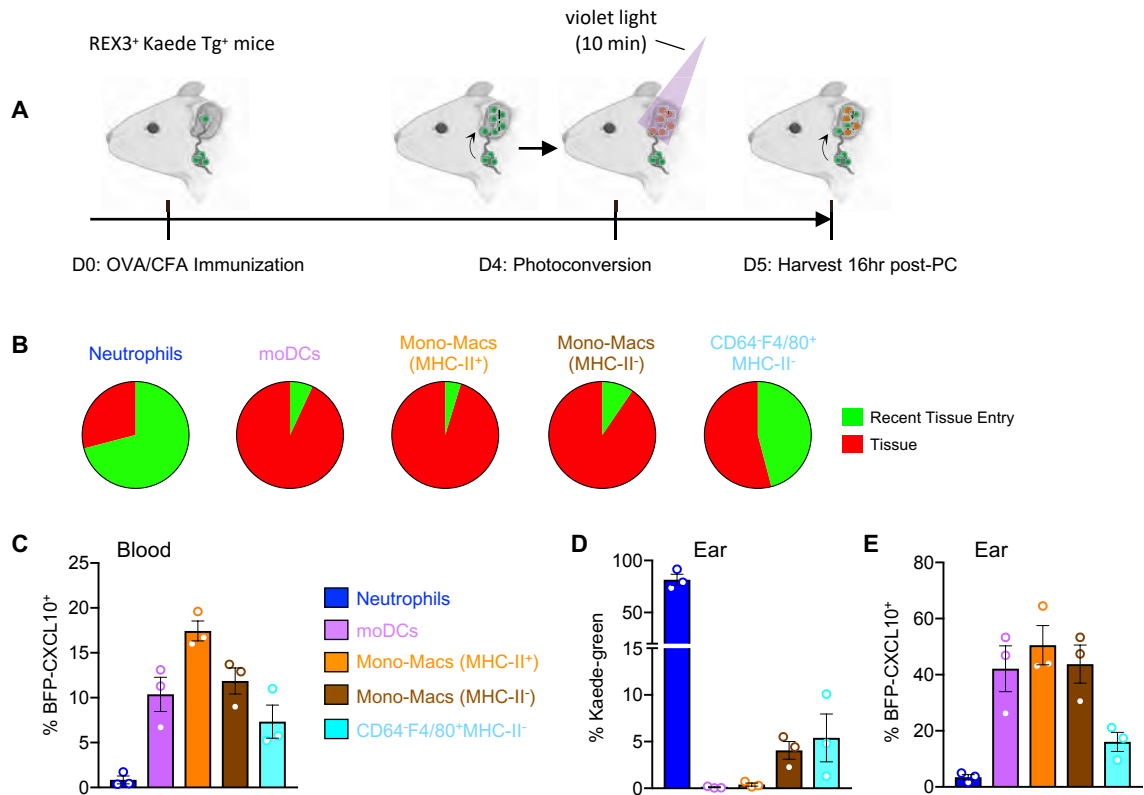 REX3⁺ Kaede Tg⁺ mice
violet light
(10 min)
A
D0: OVA/CFA Immunization
D4: Photoconversion
D5: Harvest 16hr post-PC
B
Neutrophils
moDCs
Mono-Macs
(MHC-II⁺)
Mono-Macs
(MHC-II⁻)
CD64⁻F4/80⁺
MHC-II⁻
Recent Tissue Entry
Tissue
C
Blood
% BFP-CXCL10⁺
25
20
15
10
5
0
Neutrophils
moDCs
Mono-Macs (MHC-II⁺)
Mono-Macs (MHC-II⁻)
CD64⁻F4/80⁺MHC-II⁻
D
Ear
% Kaede-green
100
50
15
10
5
0
E
Ear
% BFP-CXCL10⁺
80
60
40
20
0